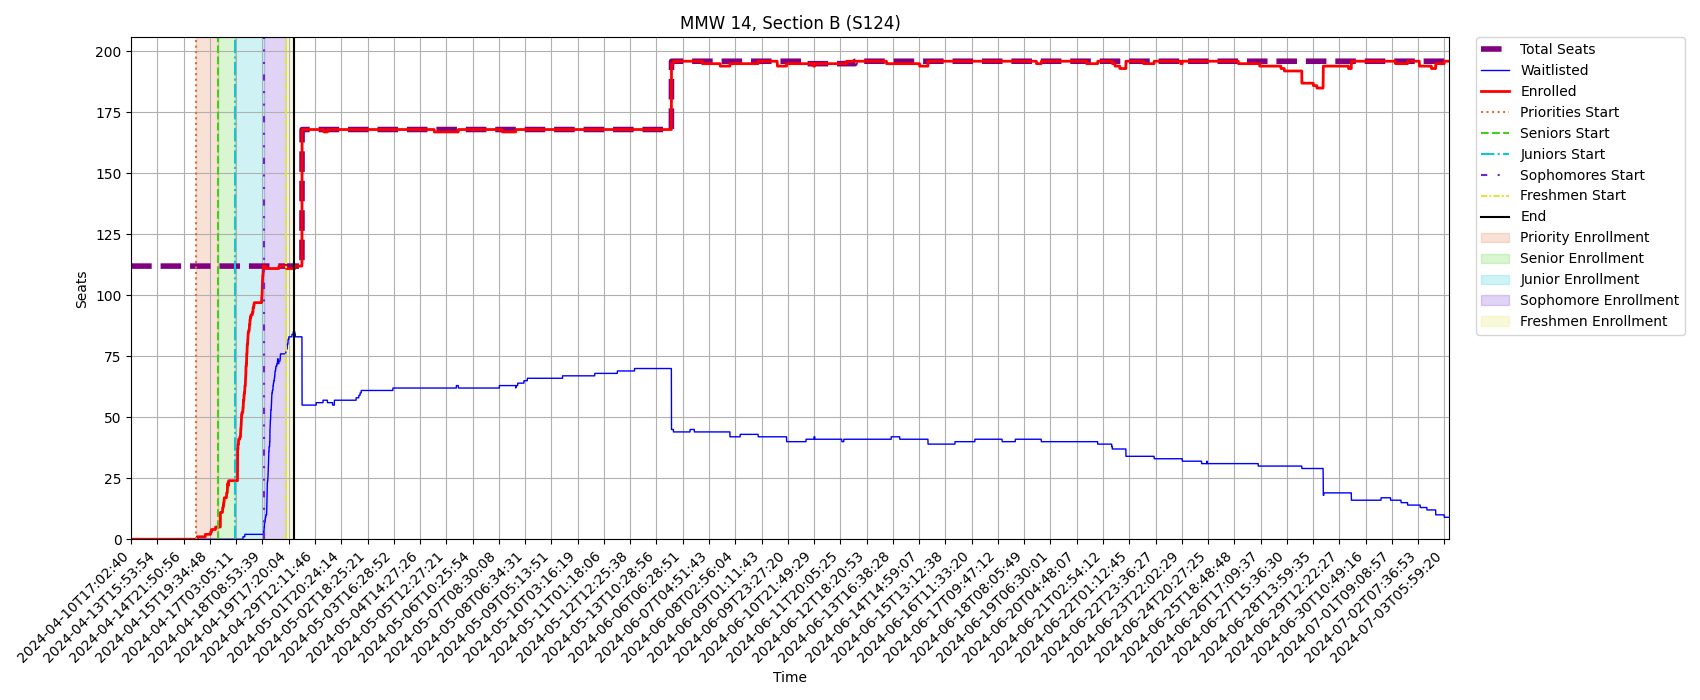 MMW 14, Section B (S124)
Seats
200
175
150
125
100
75
50
25
0
2024-04-10T17:02:40
2024-04-13T15:53:54
2024-04-14T21:50:56
2024-04-15T19:34:48
2024-04-17T03:05:11
2024-04-18T08:53:39
2024-04-19T17:20:04
2024-04-29T12:11:46
2024-05-01T20:24:14
2024-05-02T18:25:21
2024-05-03T16:28:52
2024-05-04T14:27:26
2024-05-05T12:27:21
2024-05-06T10:25:54
2024-05-07T08:30:08
2024-05-08T06:34:31
2024-05-09T05:13:51
2024-05-10T03:16:19
2024-05-11T01:18:06
2024-05-12T12:25:38
2024-05-13T10:28:56
2024-06-06T06:28:51
2024-06-07T04:51:43
2024-06-08T02:56:04
2024-06-09T01:11:43
2024-06-09T23:27:20
2024-06-10T21:49:29
2024-06-11T20:05:25
2024-06-12T18:20:53
2024-06-13T16:38:28
2024-06-14T14:59:07
2024-06-15T13:12:38
2024-06-16T11:33:20
2024-06-17T09:47:12
2024-06-18T08:05:49
2024-06-19T06:30:01
2024-06-20T04:48:07
2024-06-21T02:54:12
2024-06-22T01:12:45
2024-06-22T23:36:27
2024-06-23T22:02:29
2024-06-24T20:27:25
2024-06-25T18:48:48
2024-06-26T17:09:37
2024-06-27T15:36:30
2024-06-28T13:59:35
2024-06-29T12:22:27
2024-06-30T10:49:16
2024-07-01T09:08:57
2024-07-02T07:36:53
2024-07-03T05:59:20
Time
Total Seats
Waitlisted
Enrolled
Priorities Start
Seniors Start
Juniors Start
Sophomores Start
Freshmen Start
End
Priority Enrollment
Senior Enrollment
Junior Enrollment
Sophomore Enrollment
Freshmen Enrollment